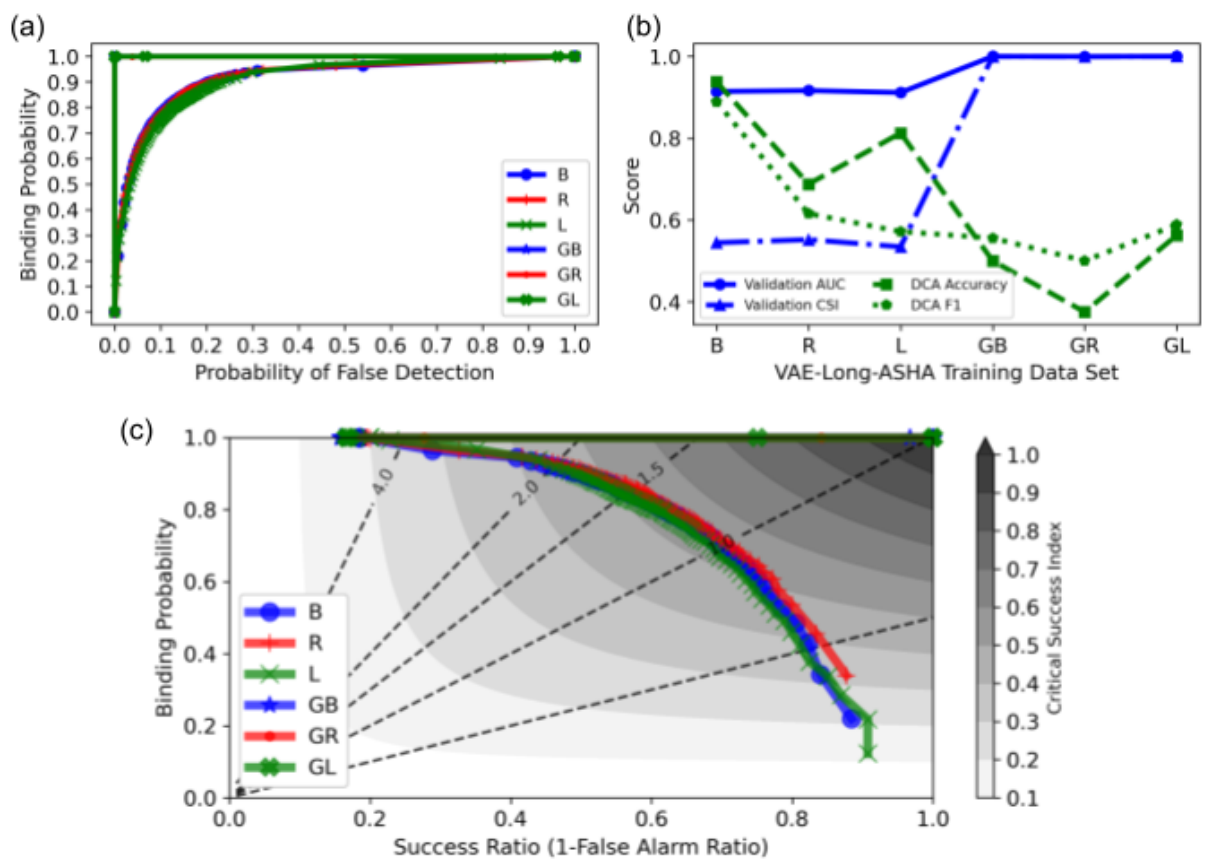 (a)
Binding Probability
1.0
0.9
0.8
0.7
0.6
0.5
0.4
0.3
0.2
0.1
0.0
B
R
L
GB
GR
GL
0.0 0.1 0.2 0.3 0.4 0.5 0.6 0.7 0.8 0.9 1.0
Probability of False Detection
(b)
Score
1.0
0.8
0.6
0.4
Validation AUC DCA Accuracy
Validation CSI DCA F1
B R L GB GR GL
VAE-Long-ASHA Training Data Set
(c)
Binding Probability
1.0
0.8
0.6
0.4
0.2
0.0
4.0 2.0 1.5 1.0
B
R
L
GB
GR
GL
0.0 0.2 0.4 0.6 0.8 1.0
Success Ratio (1-False Alarm Ratio)
1.0
0.9
0.8
0.7
0.6
0.5
0.4
0.3
0.2
0.1
Critical Success Index